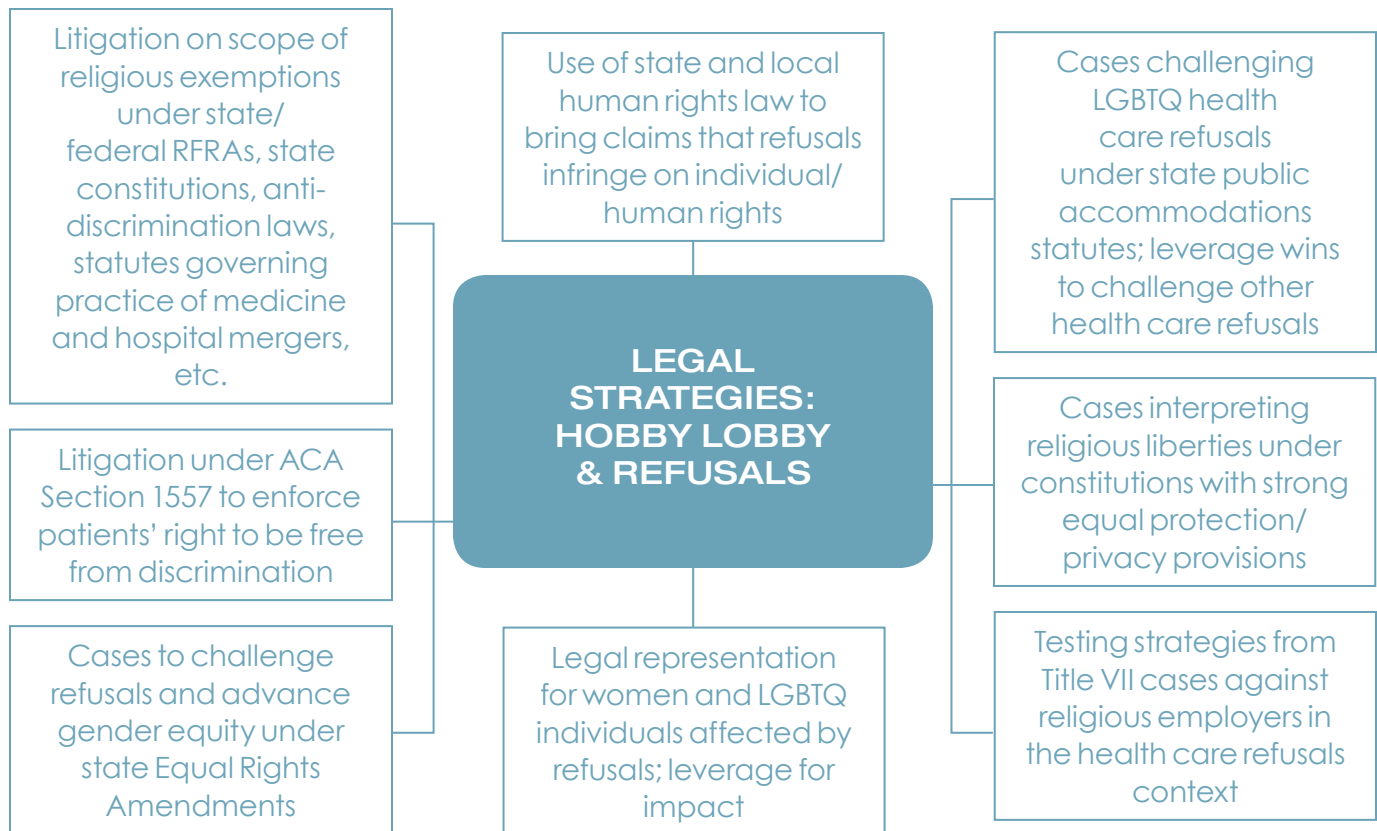 Litigation on scope of
religious exemptions
under state/
federal RFRAs, state
constitutions, anti-
discrimination laws,
statutes governing
practice of medicine
and hospital mergers,
etc.
Litigation under ACA
Section 1557 to enforce
patients' right to be free
from discrimination
Cases to challenge
refusals and advance
gender equity under
state Equal Rights
Amendments
Use of state and local
human rights law to
bring claims that refusals
infringe on individual/
human rights
LEGAL
STRATEGIES:
HOBBY LOBBY
& REFUSALS
Legal representation
for women and LGBTQ
individuals affected by
refusals; leverage for
impact
Cases challenging
LGBTQ health
care refusals
under state public
accommodations
statutes; leverage wins
to challenge other
health care refusals
Cases interpreting
religious liberties under
constitutions with strong
equal protection/
privacy provisions
Testing strategies from
Title VII cases against
religious employers in
the health care refusals
context